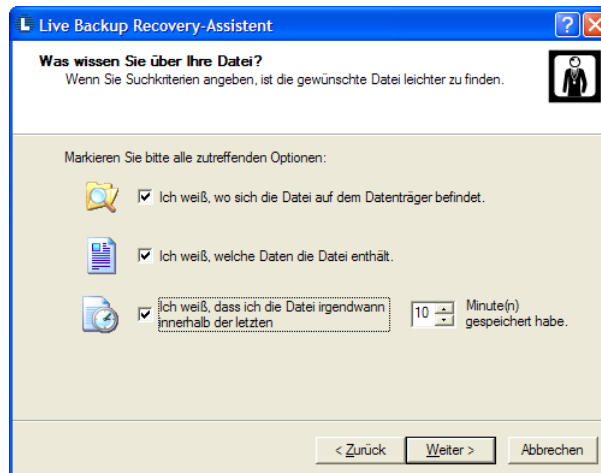 Live Backup Recovery-Assistent
Was wissen Sie über Ihre Datei?
Wenn Sie Suchkriterien angeben, ist die gewünschte Datei leichter zu finden.
Markieren Sie bitte alle zutreffenden Optionen:
Ich weiß, wo sich die Datei auf dem Datenträger befindet.
Ich weiß, welche Daten die Datei enthält.
Ich weiß, dass ich die Datei irgendwann
innerhalb der letzten
10
Minute(n)
gespeichert habe.
< Zurück
Weiter >
Abbrechen